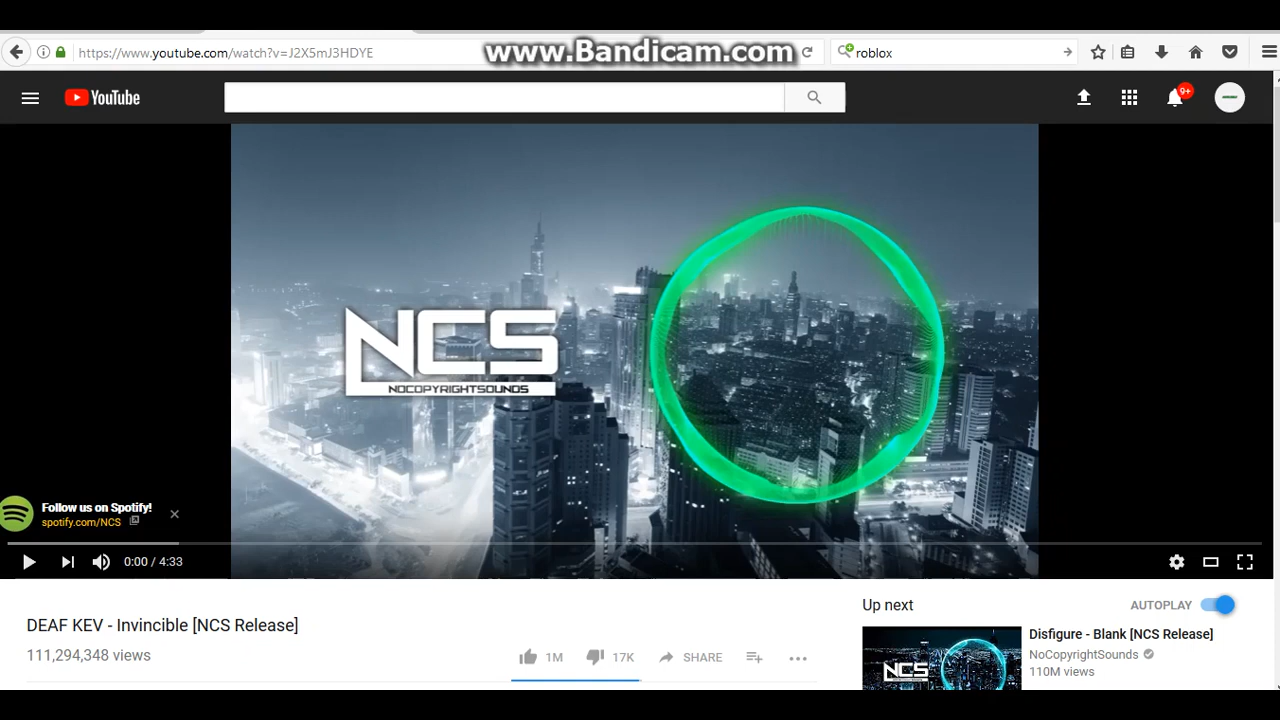 https://www.youtube.com/watch?v=J2X5mJ3HDYE
www.Bandicam.com
roblox
YouTube
9+
NCS
NOCOPYRIGHTSOUNDS
Follow us on Spotify!
spotify.com/NCS
0:00 / 4:33
DEAF KEV - Invincible [NCS Release]
111,294,348 views
1M
17K
SHARE
Up next
AUTOPLAY
NCS
Disfigure - Blank [NCS Release]
NoCopyrightSounds
110M views